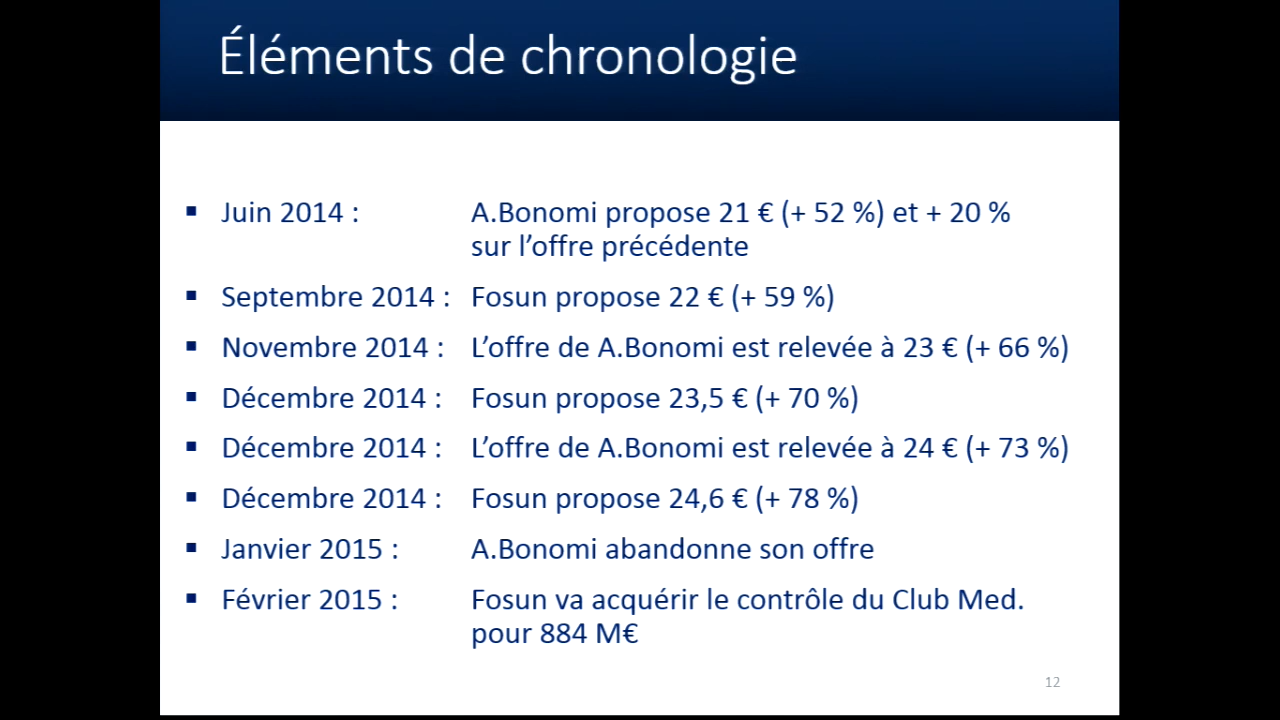 Éléments de chronologie
▪ Juin 2014 : A.Bonomi propose 21 € (+ 52 %) et + 20 %
sur l’offre précédente
▪ Septembre 2014 : Fosun propose 22 € (+ 59 %)
▪ Novembre 2014 : L’offre de A.Bonomi est relevée à 23 € (+ 66 %)
▪ Décembre 2014 : Fosun propose 23,5 € (+ 70 %)
▪ Décembre 2014 : L’offre de A.Bonomi est relevée à 24 € (+ 73 %)
▪ Décembre 2014 : Fosun propose 24,6 € (+ 78 %)
▪ Janvier 2015 : A.Bonomi abandonne son offre
▪ Février 2015 : Fosun va acquérir le contrôle du Club Med.
pour 884 M€
12